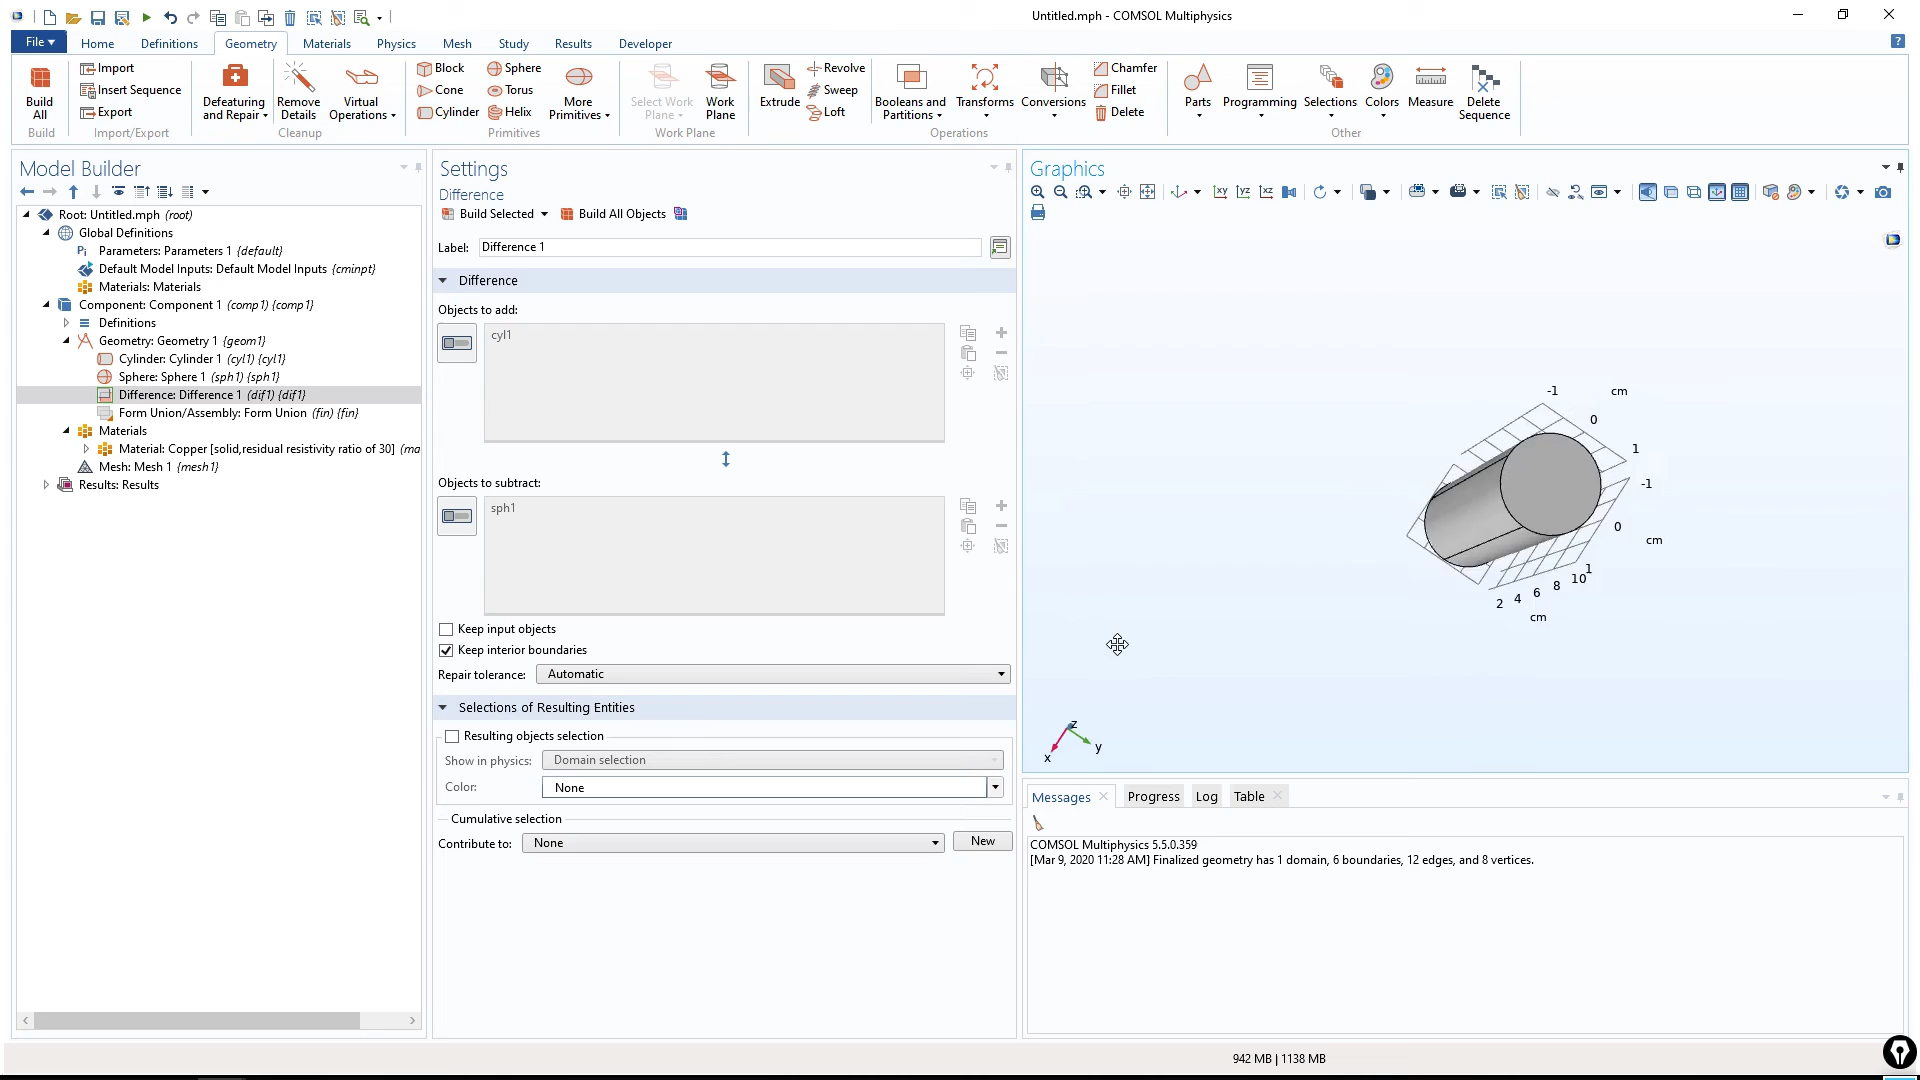 Untitled.mph - COMSOL Multiphysics
File
Home
Definitions
Geometry
Materials
Physics
Mesh
Study
Results
Developer
Build All
Build
Import
Insert Sequence
Export
Import/Export
Defeaturing and Repair
Remove Details
Virtual Operations
Cleanup
Block
Cone
Cylinder
Sphere
Torus
Helix
More Primitives
Primitives
Select Work Plane
Work Plane
Work Plane
Extrude
Revolve
Sweep
Loft
Booleans and Partitions
Transforms
Conversions
Chamfer
Fillet
Delete
Operations
Parts
Programming
Selections
Colors
Measure
Delete Sequence
Other
Model Builder
Root: Untitled.mph (root)
Global Definitions
Pi Parameters: Parameters 1 {default}
Default Model Inputs: Default Model Inputs {cminpt}
Materials: Materials
Component: Component 1 (comp1) {comp1}
Definitions
Geometry: Geometry 1 {geom1}
Cylinder: Cylinder 1 (cyl1) {cyl1}
Sphere: Sphere 1 (sph1) {sph1}
Difference: Difference 1 (dif1) {dif1}
Form Union/Assembly: Form Union (fin) {fin}
Materials
Material: Copper [solid,residual resistivity ratio of 30] (ma
Mesh: Mesh 1 {mesh1}
Results: Results
Settings
Difference
Build Selected
Build All Objects
Label: Difference 1
Difference
Objects to add:
cyl1
Objects to subtract:
sph1
Keep input objects
Keep interior boundaries
Repair tolerance: Automatic
Selections of Resulting Entities
Resulting objects selection
Show in physics: Domain selection
Color: None
Cumulative selection
Contribute to: None
New
Graphics
xy
yz
xz
-1
cm
0
1
-1
0
cm
1
10
8
6
4
2
cm
z
y
x
Messages
Progress
Log
Table
COMSOL Multiphysics 5.5.0.359
[Mar 9, 2020 11:28 AM] Finalized geometry has 1 domain, 6 boundaries, 12 edges, and 8 vertices.
942 MB | 1138 MB